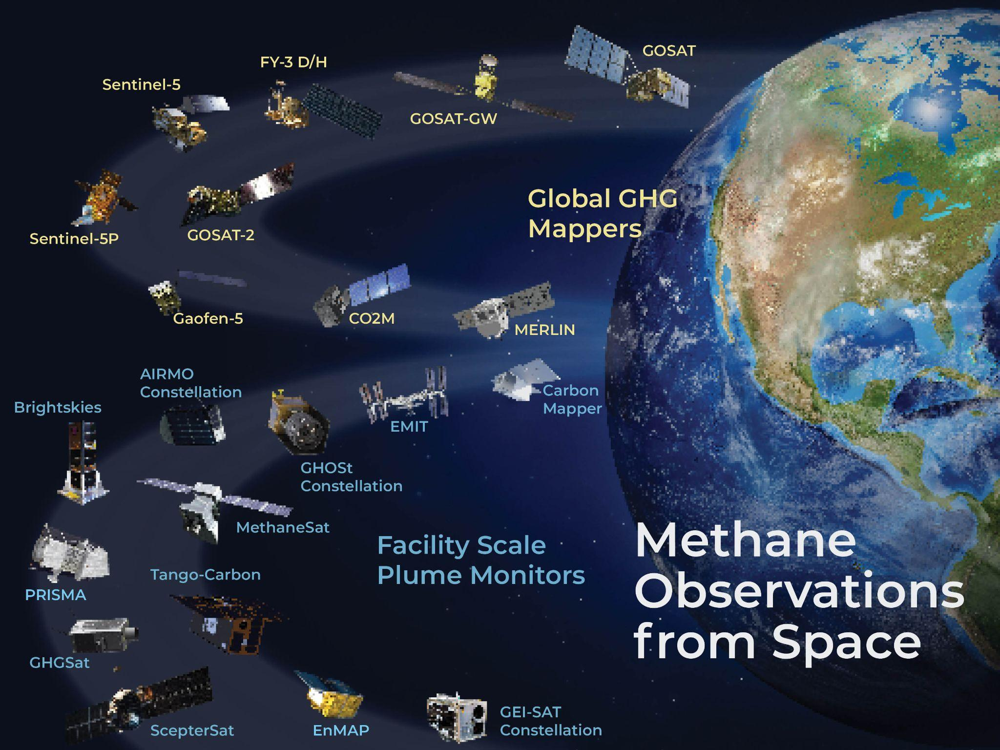 GOSAT
FY-3 D/H
Sentinel-5
GOSAT-GW
Global GHG
Mappers
Sentinel-5P
GOSAT-2
Gaofen-5
CO2M
MERLIN
AIRMO
Constellation
Brightskies
Carbon
Mapper
EMIT
GHOSt
Constellation
MethaneSat
Facility Scale
Plume Monitors
Methane
Observations
from Space
Tango-Carbon
PRISMA
GHGSat
ScepterSat
EnMAP
GEI-SAT
Constellation